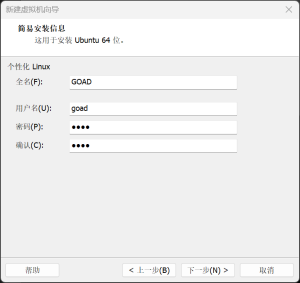 新建虚拟机向导
简易安装信息
这用于安装 Ubuntu 64 位。
个性化 Linux
全名(F): GOAD
用户名(U): goad
密码(P): ●●●●
确认(C): ●●●●
帮助 < 上一步(B) 下一步(N) > 取消